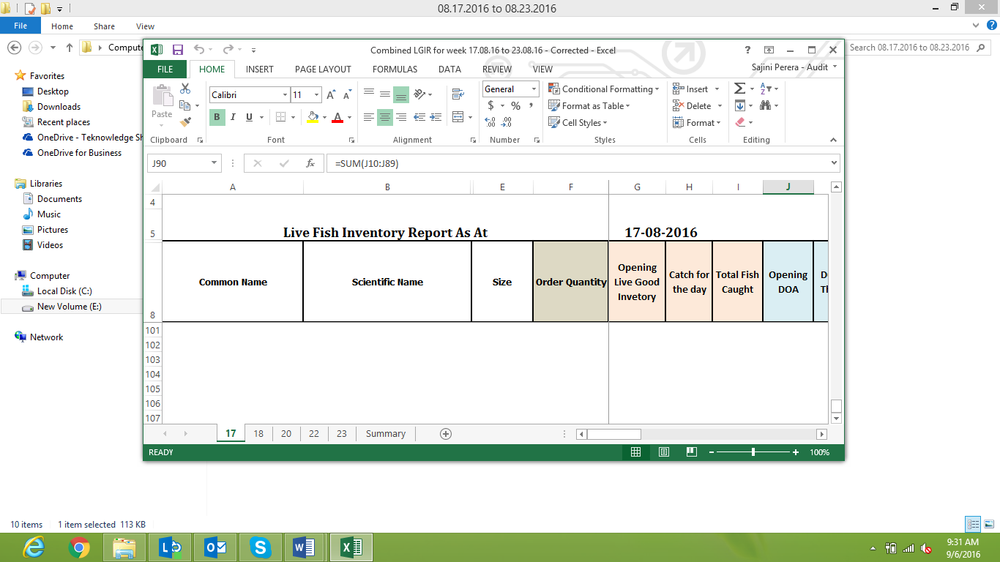 08.17.2016 to 08.23.2016
File Home Share View
Compute
Search 08.17.2016 to 08.23.2016
Favorites
Desktop
Downloads
Recent places
OneDrive - Teknowledge Sh
OneDrive for Business
Libraries
Documents
Music
Pictures
Videos
Computer
Local Disk (C:)
New Volume (E:)
Network
Combined LGIR for week 17.08.16 to 23.08.16 - Corrected - Excel
FILE HOME INSERT PAGE LAYOUT FORMULAS DATA REVIEW VIEW Sajini Perera - Audit
Paste
Calibri 11
B I U
General
$ % ,
Conditional Formatting
Format as Table
Cell Styles
Insert
Delete
Format
Clipboard Font Alignment Number Styles Cells Editing
J90 fx =SUM(J10:J89)
A B E F G H I J
4
5 Live Fish Inventory Report As At 17-08-2016
8 Common Name Scientific Name Size Order Quantity Opening Live Good Invetory Catch for the day Total Fish Caught Opening DOA D Th
101
102
103
104
105
106
107
17 18 20 22 23 Summary
READY 100%
10 items 1 item selected 113 KB
9:31 AM
9/6/2016